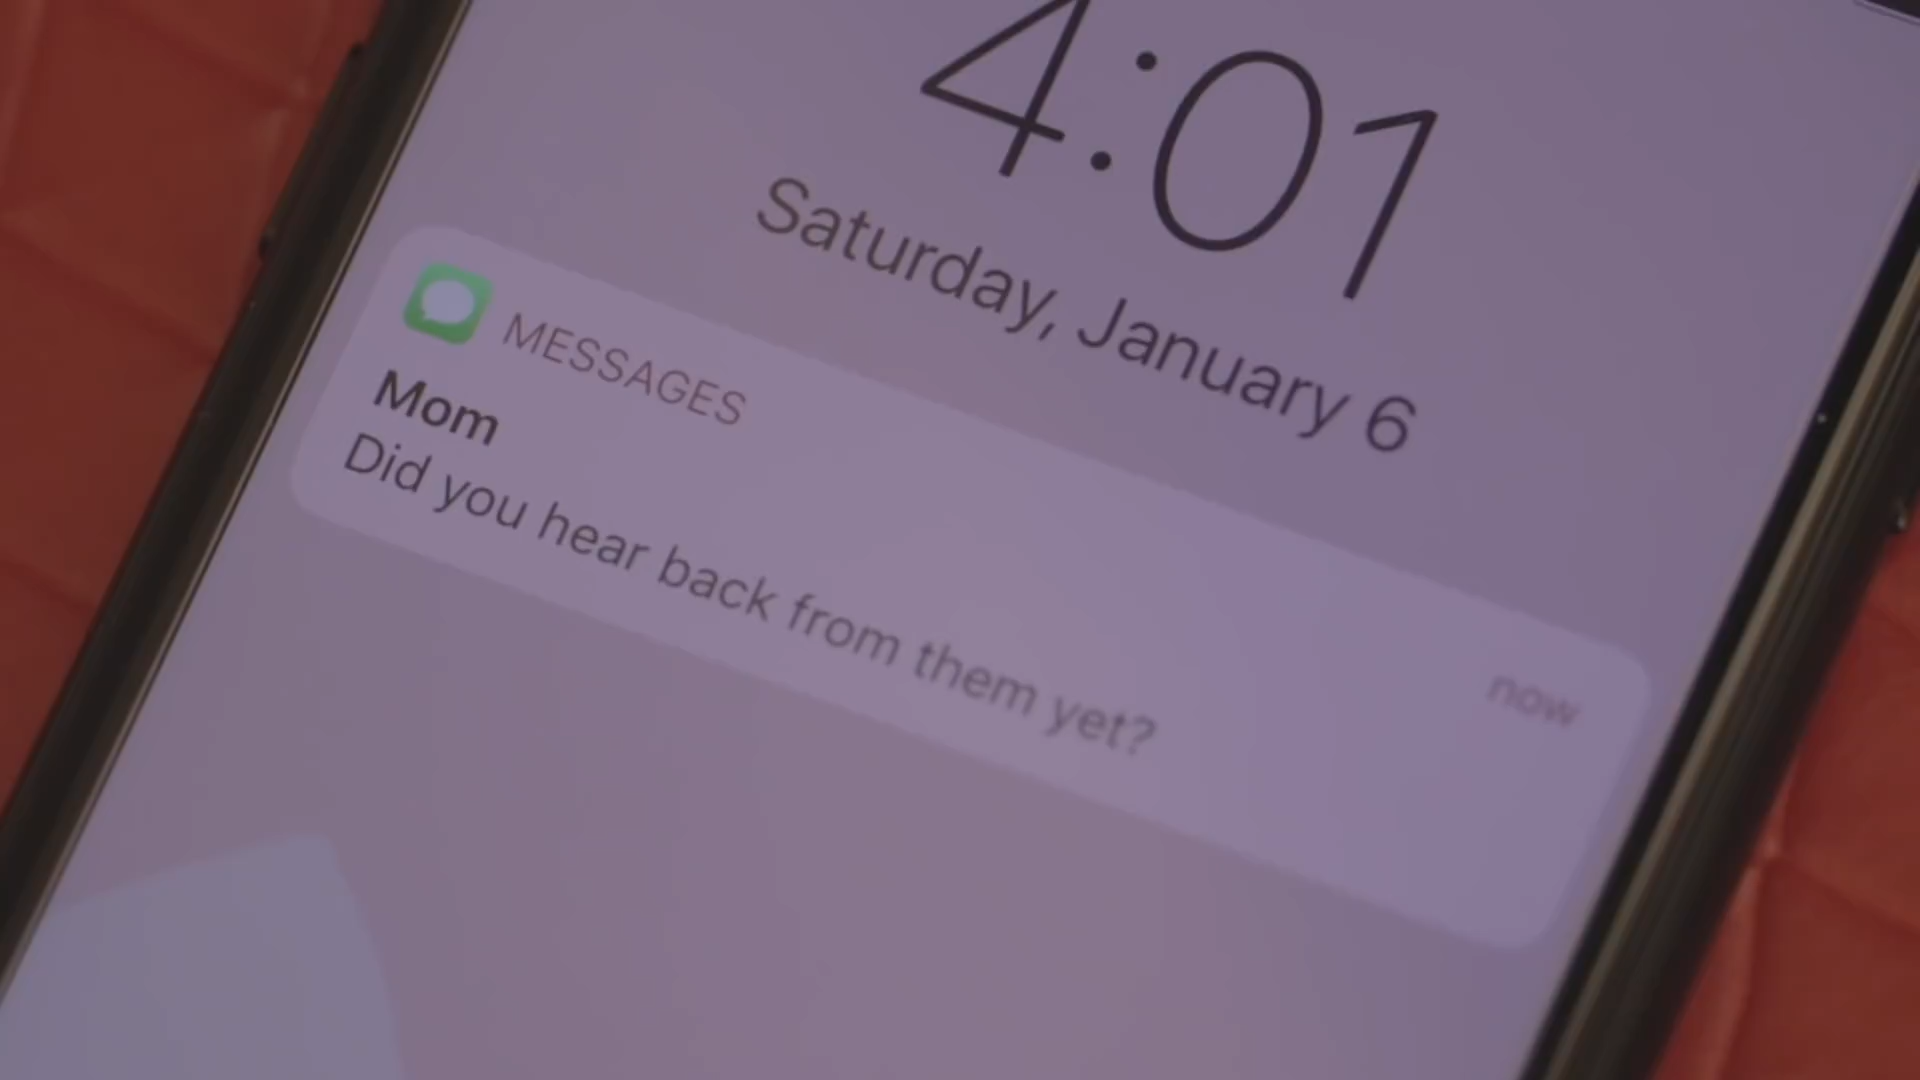 4:01
Saturday, January 6
MESSAGES
now
Mom
Did you hear back from them yet?